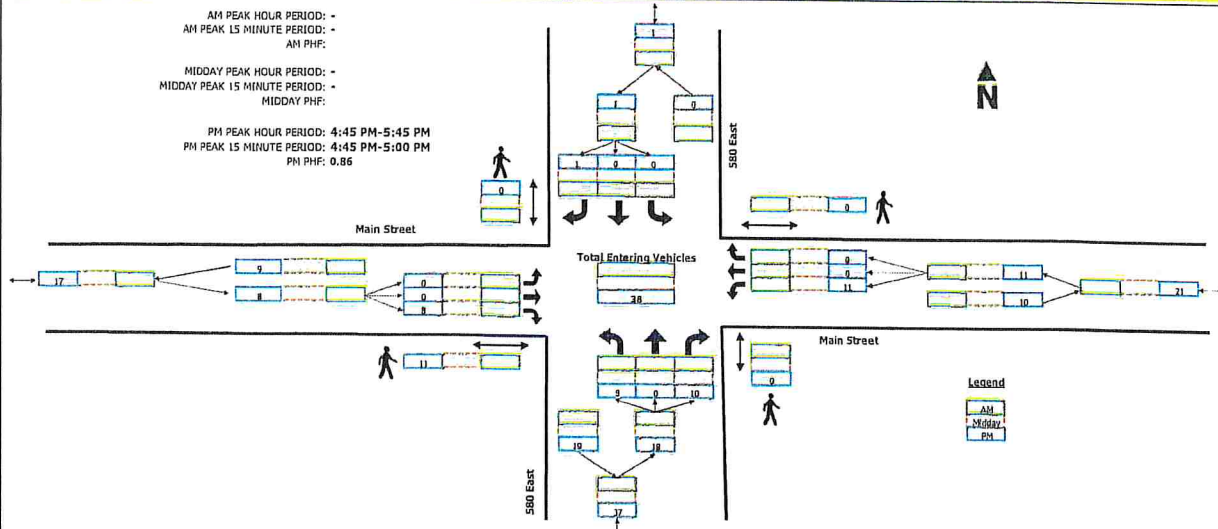 AM PEAK HOUR PERIOD: -
AM PEAK 15 MINUTE PERIOD: -
AM PHF:
MIDDAY PEAK HOUR PERIOD: -
MIDDAY PEAK 15 MINUTE PERIOD: -
MIDDAY PHF:
PM PEAK HOUR PERIOD: 4:45 PM-5:45 PM
PM PEAK 15 MINUTE PERIOD: 4:45 PM-5:00 PM
PM PHF: 0.86
1
1
0
1 0 0
580 East
N
0
0
Main Street
Total Entering Vehicles
38
17
9
8
0
0
8
0
0
11
11
10
21
11
Main Street
0
8 0 10
19
18
37
580 East
Legend
AM
Midday
PM